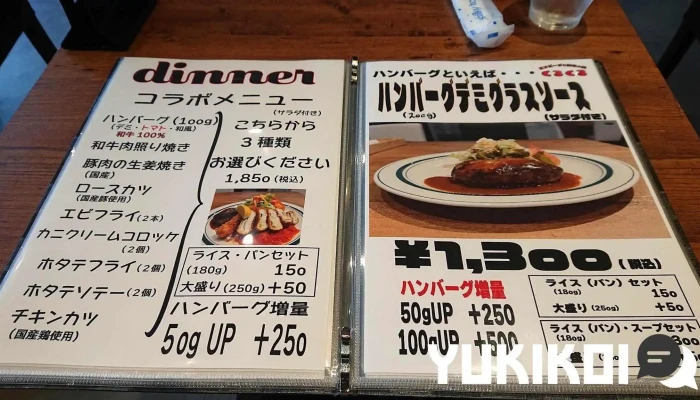 dinner
コラボメニュー
(サラダ付き)
ハンバーグ(100g)
(デミ・トマト・和風)
和牛100%
和牛肉照り焼き
豚肉の生姜焼き
(国産)
ロースカツ
(国産豚使用)
エビフライ(2本)
カニクリームコロッケ
(2個)
ホタテフライ(2個)
ホタテソテー(2個)
チキンカツ
(国産鶏使用)
こちらから
3種類
お選びください
1,850(税込)
ライス・パンセット
(180g) 150
大盛り(250g)+50
ハンバーグ増量
50g UP +250
ハンバーグといえば・・・
くるくる
ハンバーグデミグラスソース
(200g)
(サラダ付き)
¥1,300(税込)
ハンバーグ増量
50gUP +250
100gUP +500
ライス(パン)セット
(180g) 150
大盛り(250g) +50
ライス(パン)・スープセット
(180g) 300
YUKIKOI